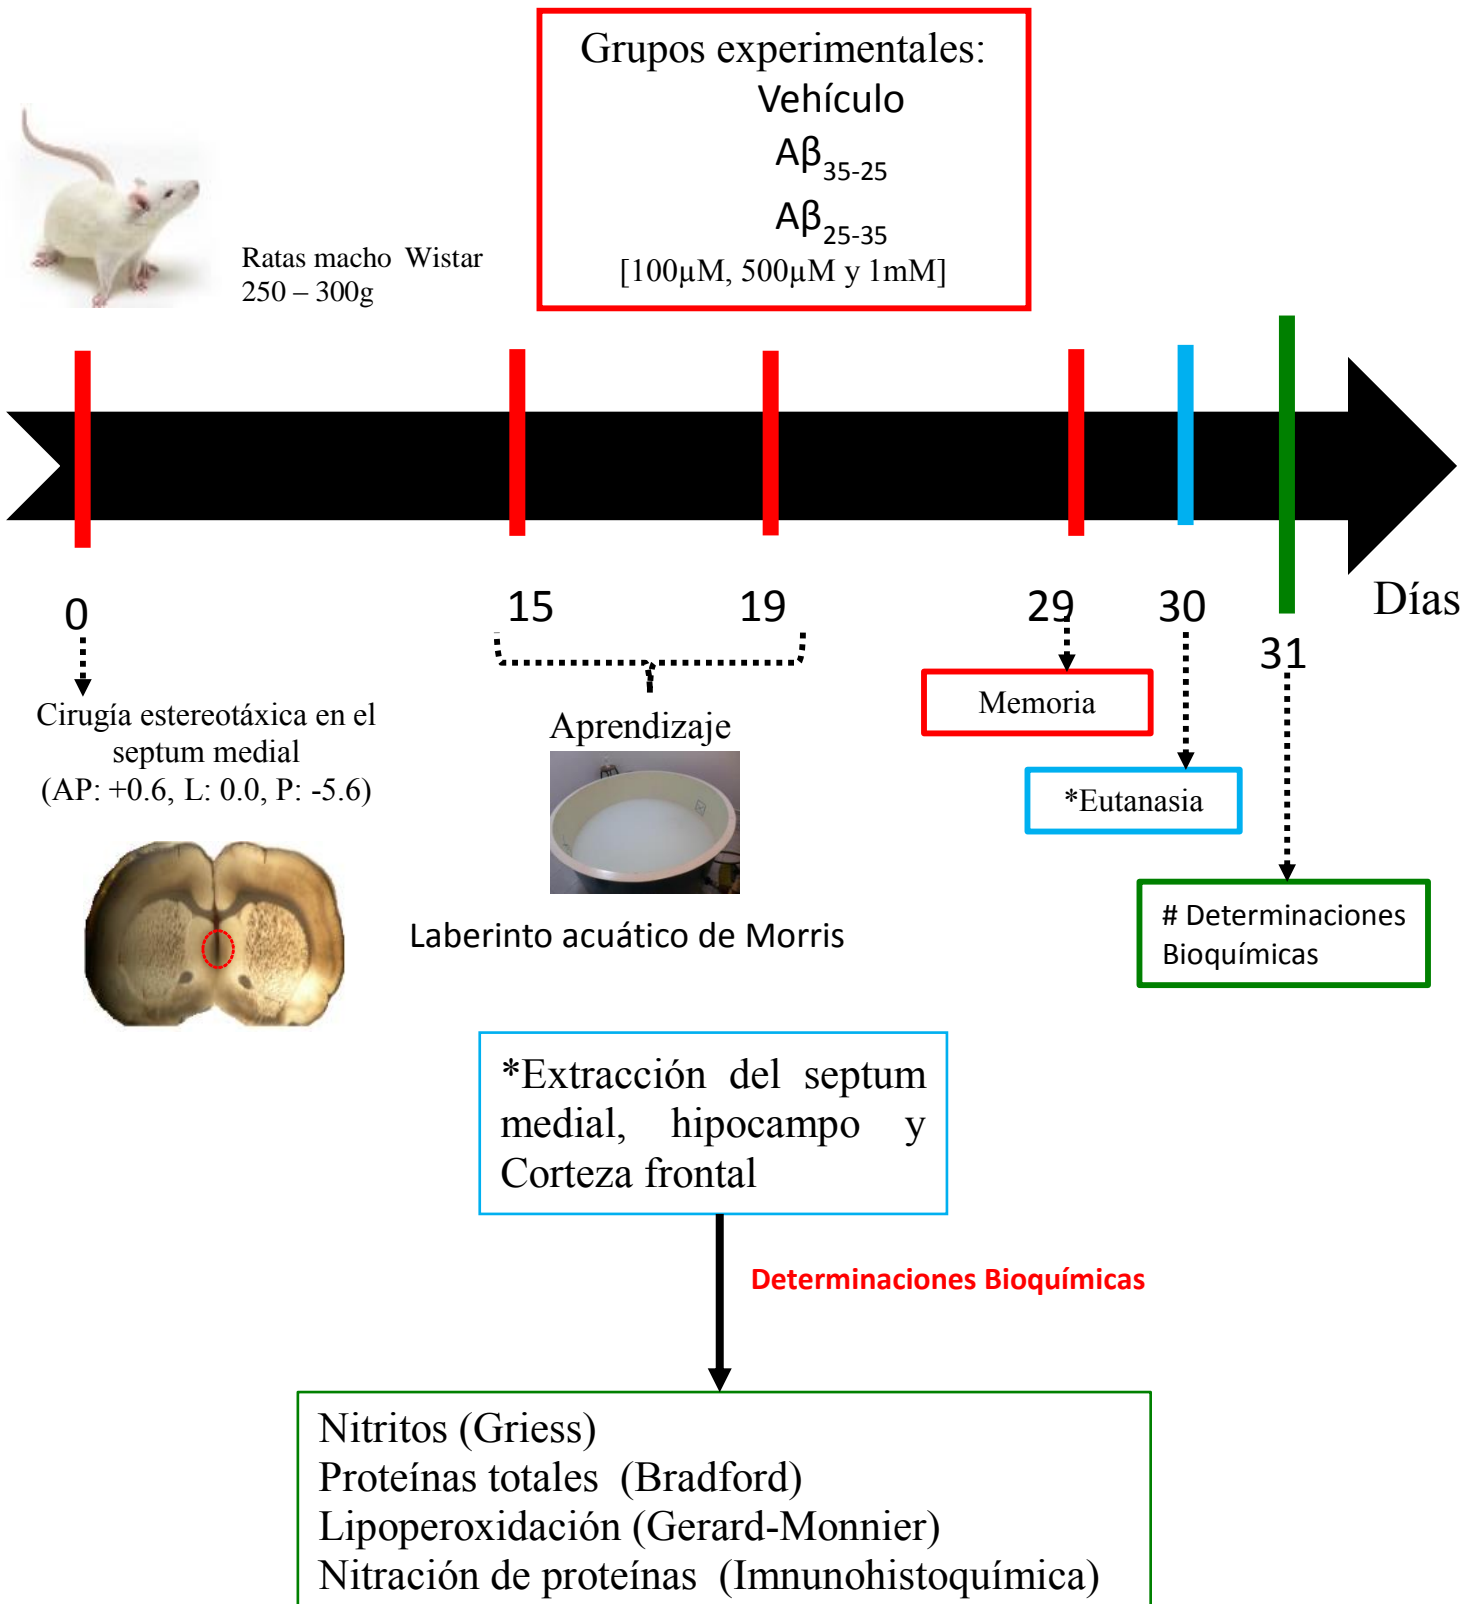 Grupos experimentales:
Vehículo
Aβ35-25
Aβ25-35
[100µM, 500µM y 1mM]
Ratas macho Wistar
250 – 300g
0
15
19
29
30
31
Días
Cirugía estereotáxica en el
septum medial
(AP: +0.6, L: 0.0, P: -5.6)
Aprendizaje
Laberinto acuático de Morris
Memoria
*Eutanasia
# Determinaciones
Bioquímicas
*Extracción del septum
medial, hipocampo y
Corteza frontal
Determinaciones Bioquímicas
Nitritos (Griess)
Proteínas totales (Bradford)
Lipoperoxidación (Gerard-Monnier)
Nitración de proteínas (Imnunohistoquímica)